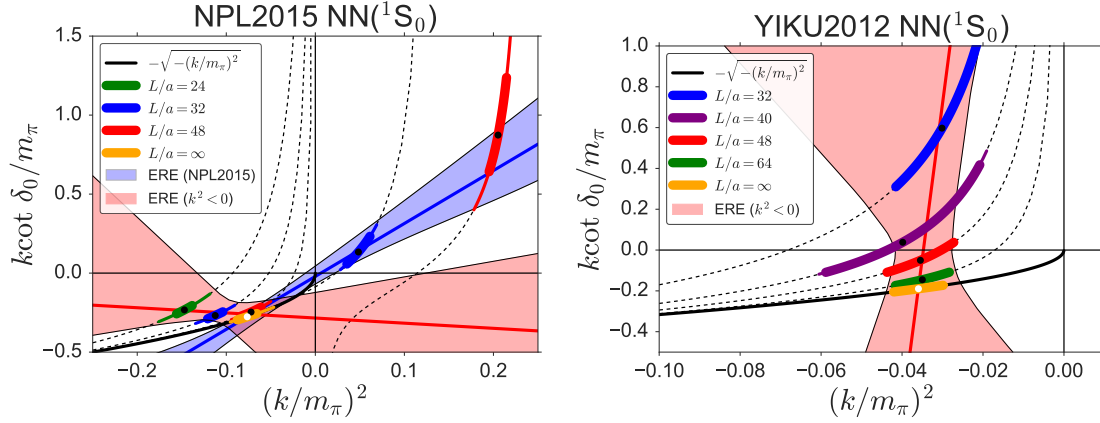 NPL2015 NN(¹S₀)
kcot δ₀/m_π
1.5
1.0
0.5
0.0
−0.5
−√−(k/m_π)²
L/a = 24
L/a = 32
L/a = 48
L/a = ∞
ERE (NPL2015)
ERE (k² < 0)
−0.2 −0.1 0.0 0.1 0.2
(k/m_π)²
YIKU2012 NN(¹S₀)
kcot δ₀/m_π
1.0
0.8
0.6
0.4
0.2
0.0
−0.2
−0.4
−√−(k/m_π)²
L/a = 32
L/a = 40
L/a = 48
L/a = 64
L/a = ∞
ERE (k² < 0)
−0.10 −0.08 −0.06 −0.04 −0.02 0.00
(k/m_π)²